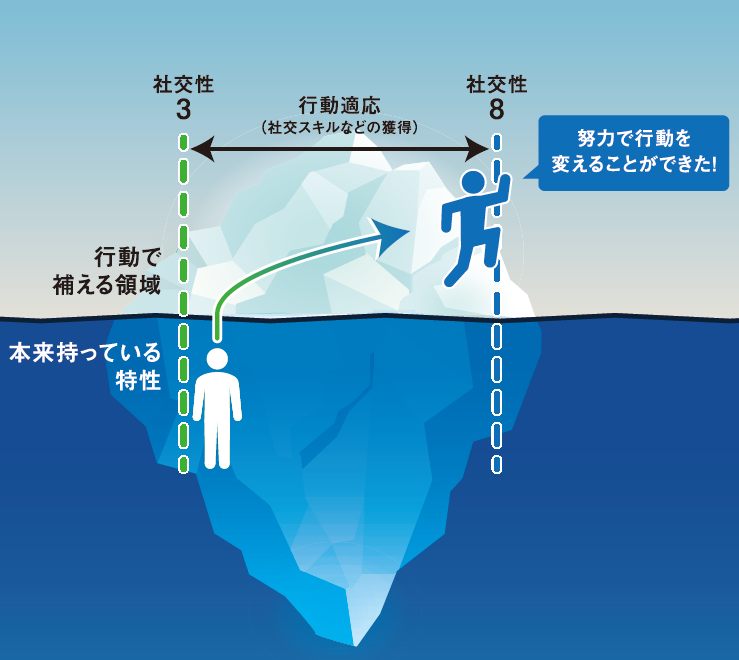 社交性
3
行動適応
（社交スキルなどの獲得）
社交性
8
努力で行動を
変えることができた!
行動で
補える領域
本来持っている
特性